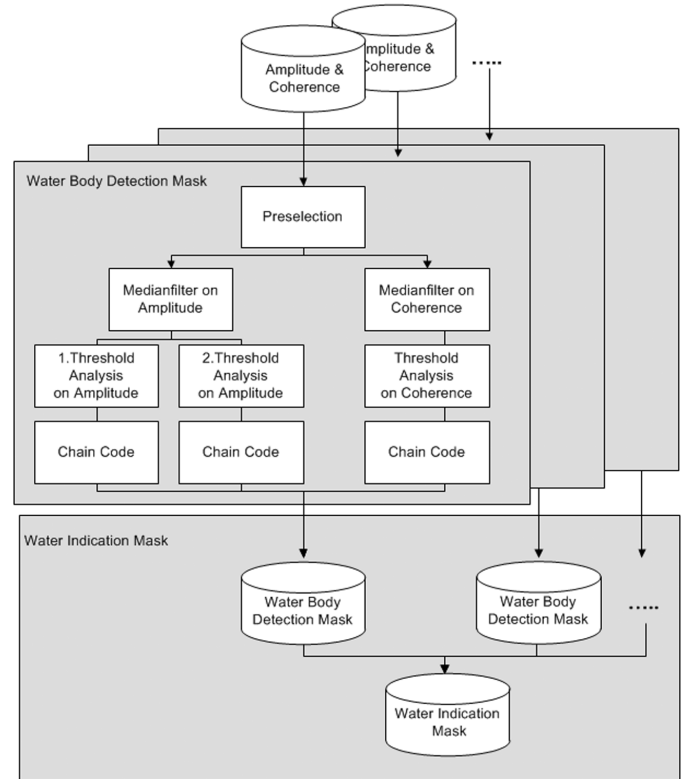 Amplitude &
Coherence
Amplitude &
Coherence
.....
Water Body Detection Mask
Preselection
Medianfilter on
Amplitude
Medianfilter on
Coherence
1.Threshold
Analysis
on Amplitude
2.Threshold
Analysis
on Amplitude
Threshold
Analysis
on Coherence
Chain Code
Chain Code
Chain Code
Water Indication Mask
Water Body
Detection Mask
Water Body
Detection Mask
.....
Water Indication
Mask